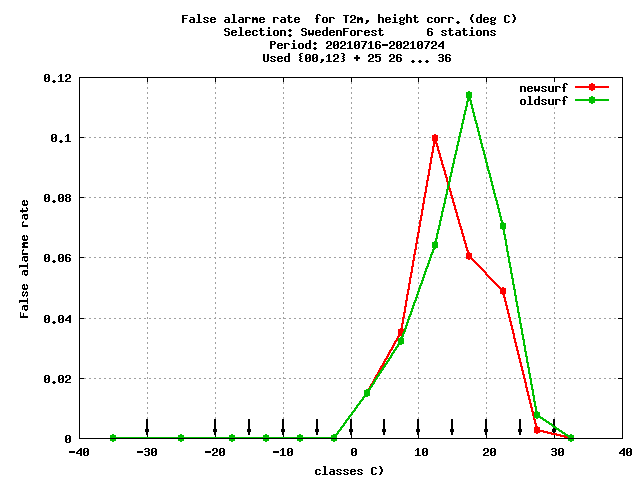 False alarme rate  for T2m, height corr. (deg C)
Selection: SwedenForest      6 stations
Period: 20210716-20210724
Used {00,12} + 25 26 ... 36
newsurf
oldsurf
0.12
0.1
0.08
0.06
0.04
0.02
0
False alarme rate
-40 -30 -20 -10 0 10 20 30 40
classes C)